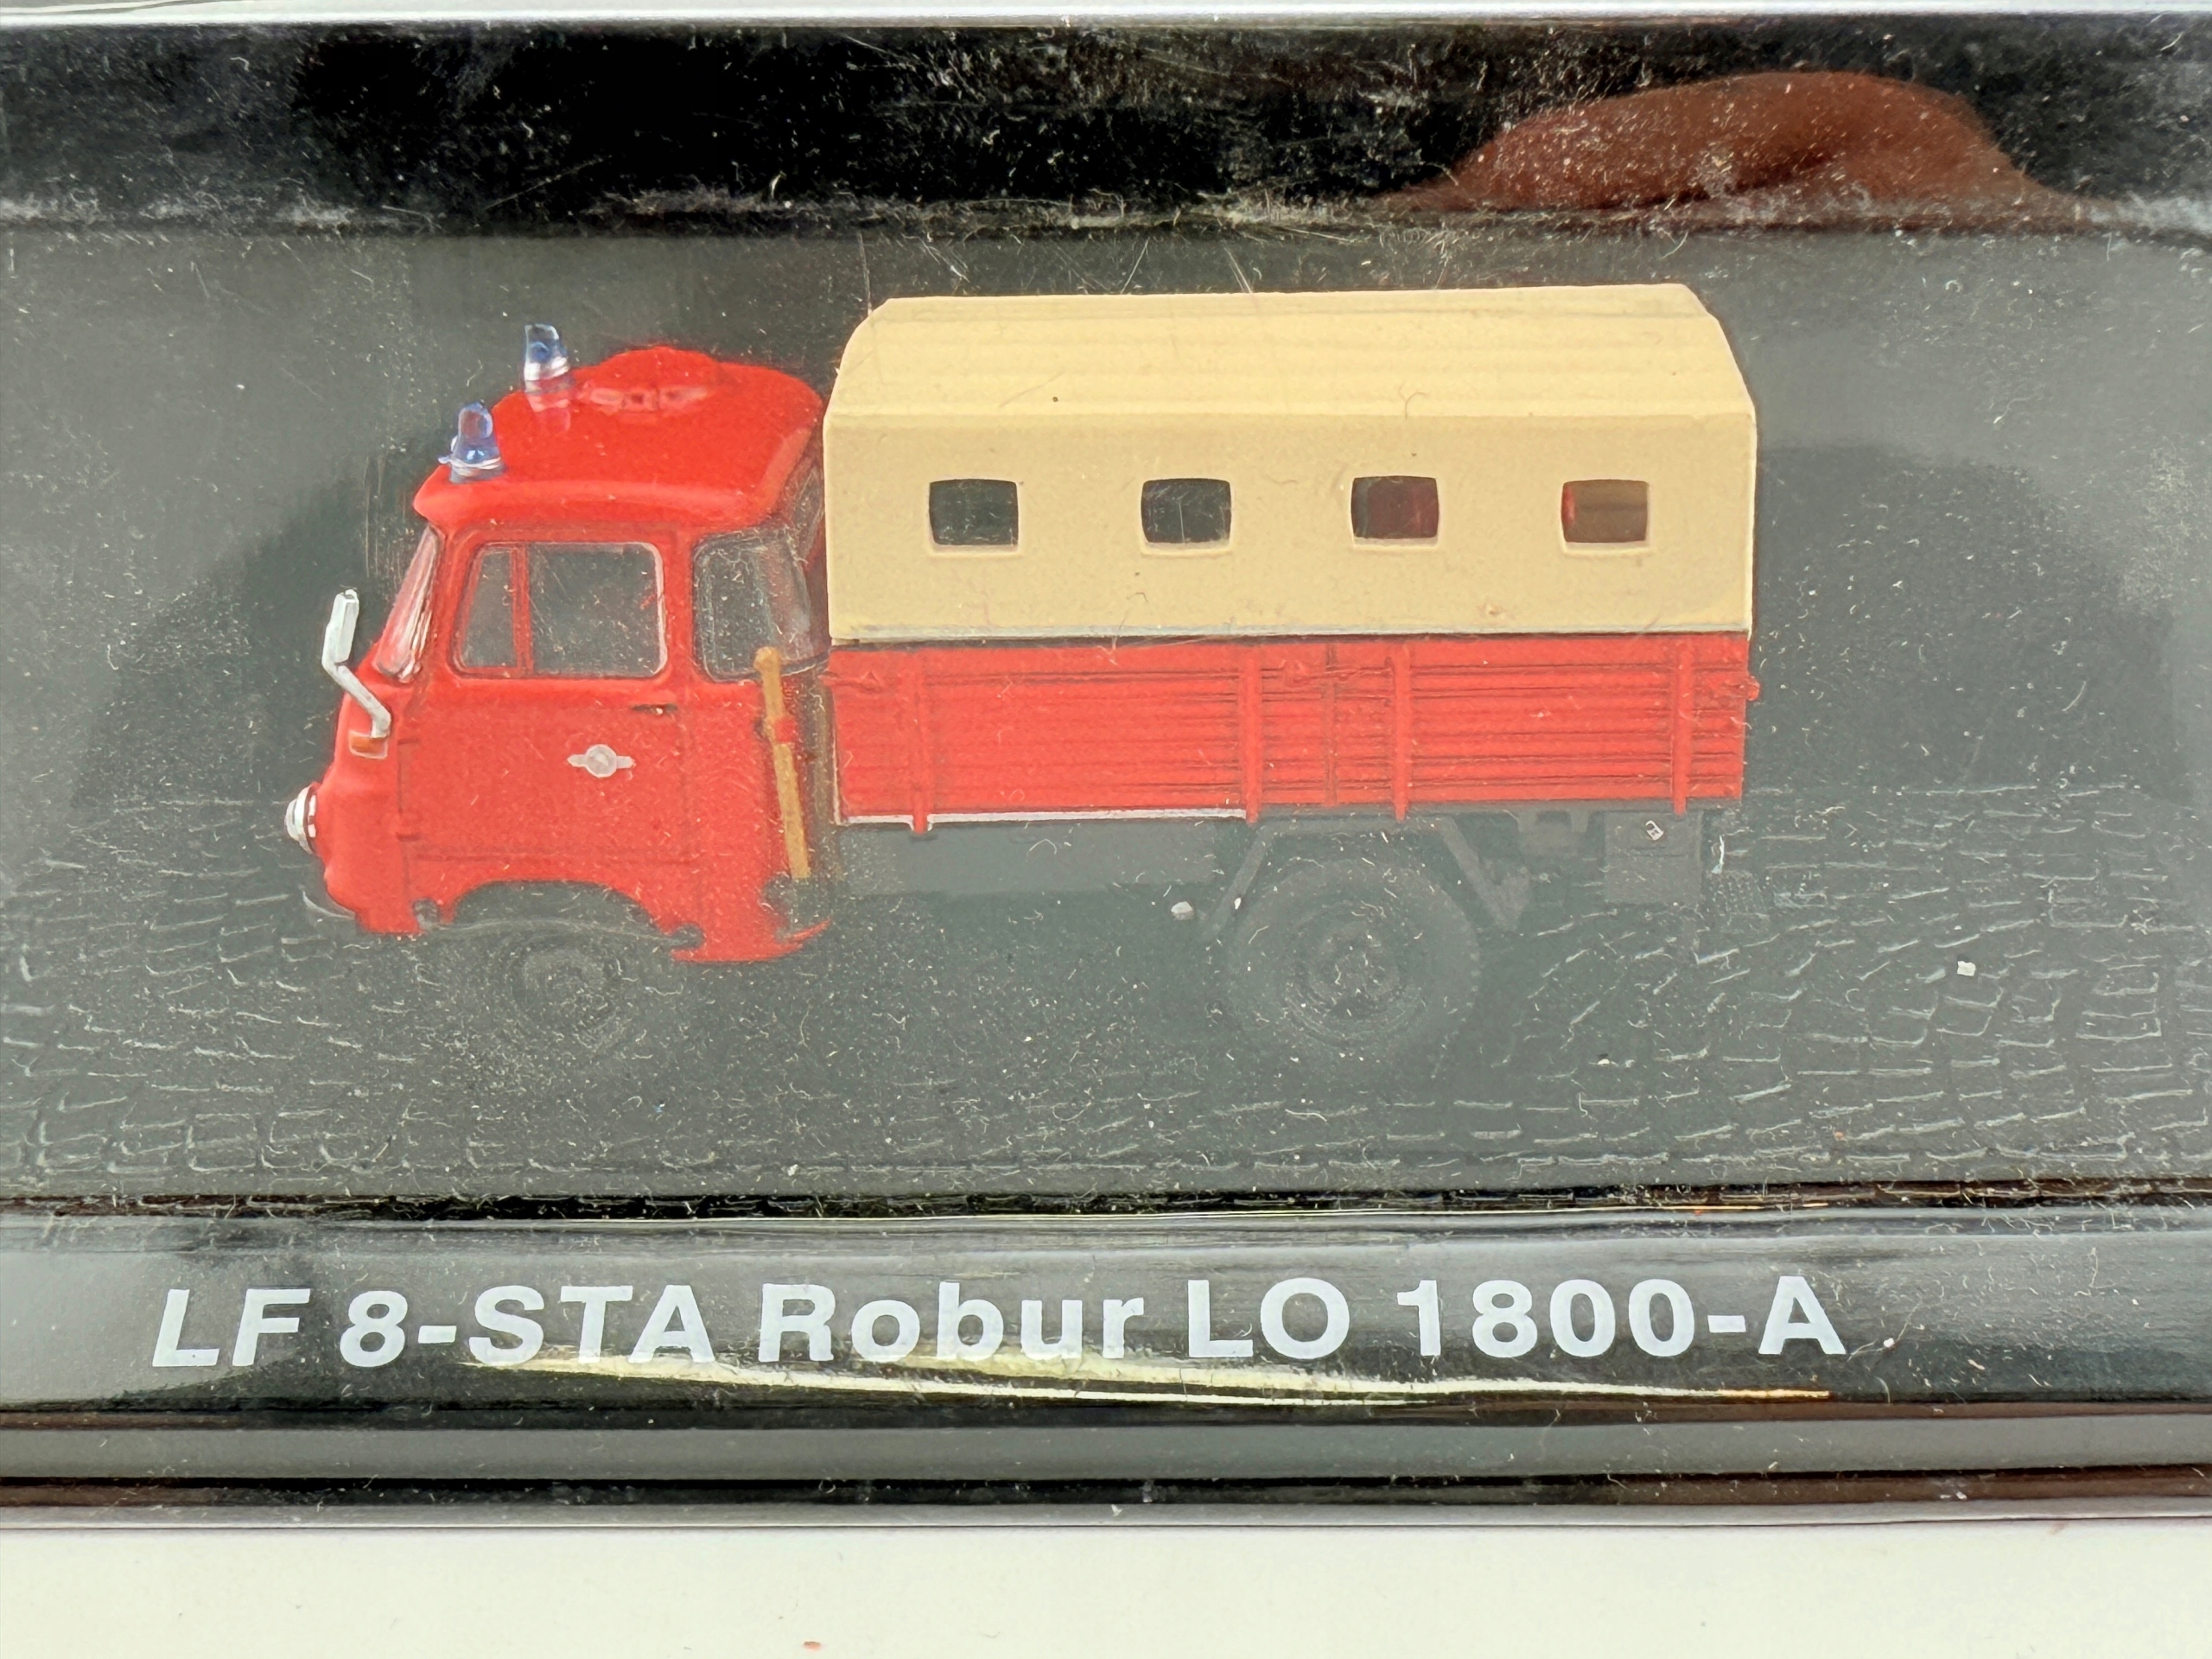 LF 8-STA Robur LO 1800-A